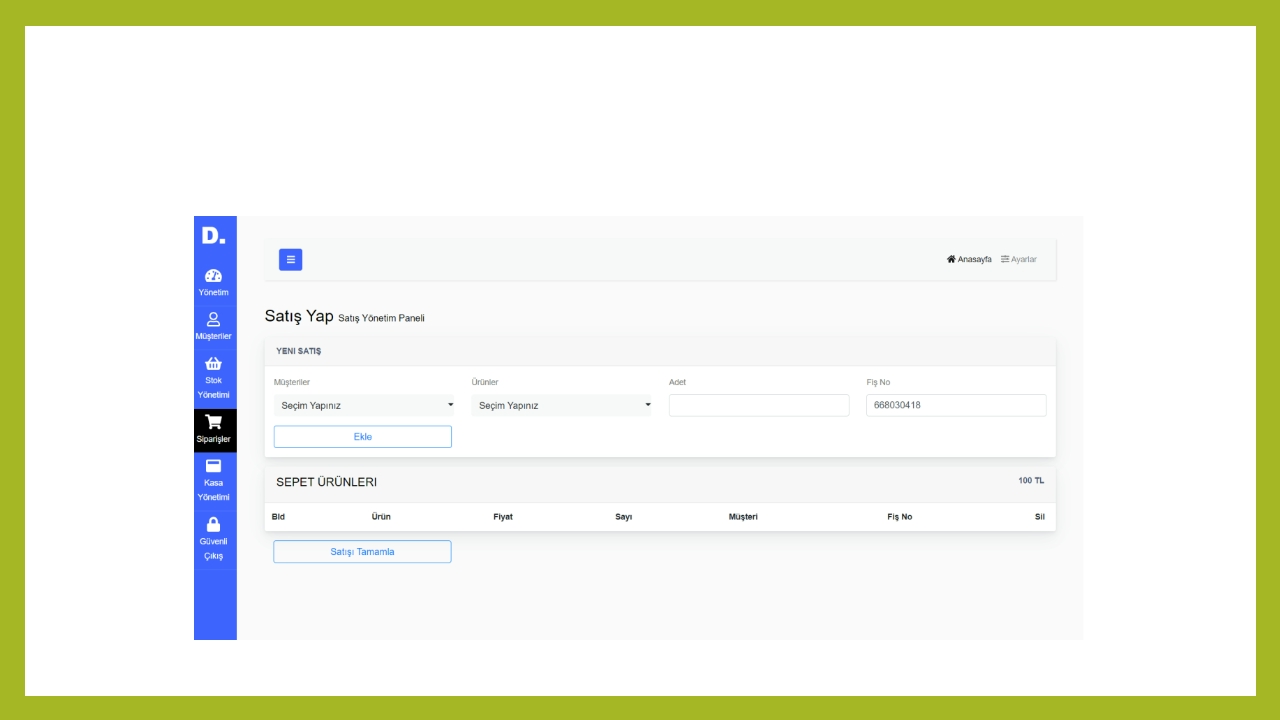 D.
Anasayfa Ayarlar
Yönetim
Müşteriler
Stok
Yönetimi
Siparişler
Kasa
Yönetimi
Güvenli
Çıkış
Satış Yap Satış Yönetim Paneli
YENI SATIŞ
Müşteriler Ürünler Adet Fiş No
Seçim Yapınız Seçim Yapınız 668030418
Ekle
SEPET ÜRÜNLERI 100 TL
BId Ürün Fiyat Sayı Müşteri Fiş No Sil
Satışı Tamamla